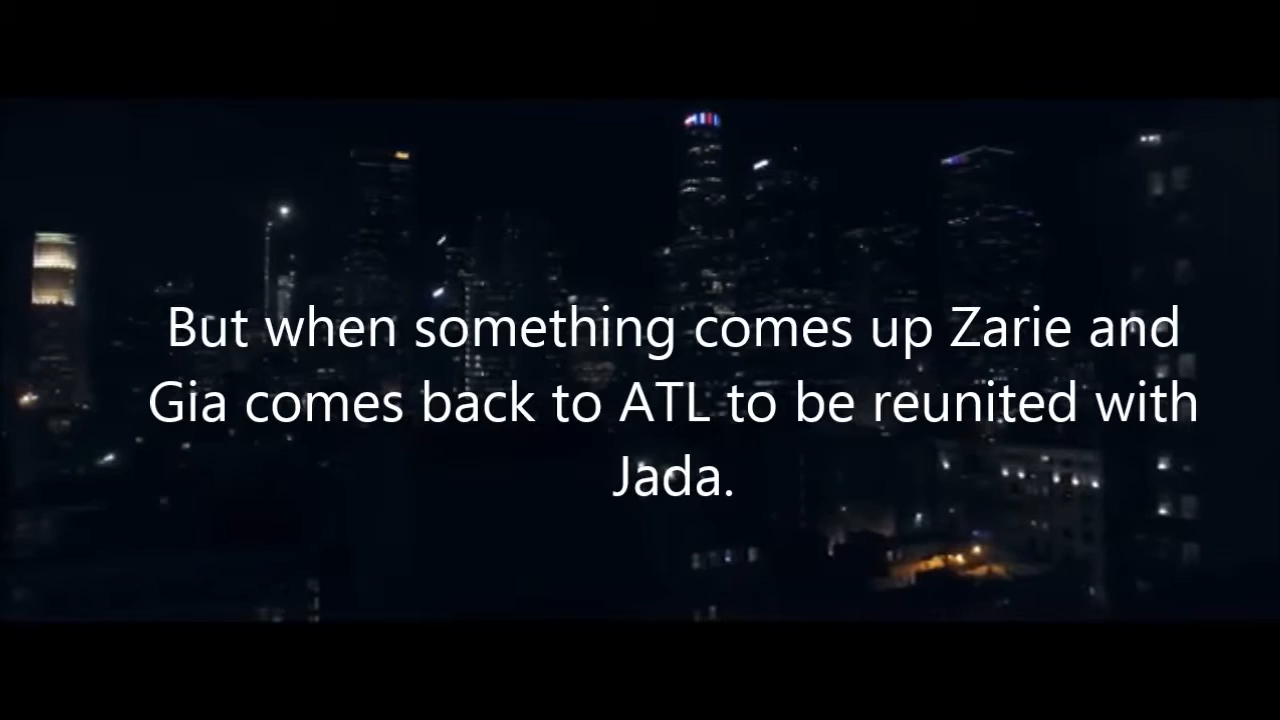 But when something comes up Zarie and
Gia comes back to ATL to be reunited with
Jada.